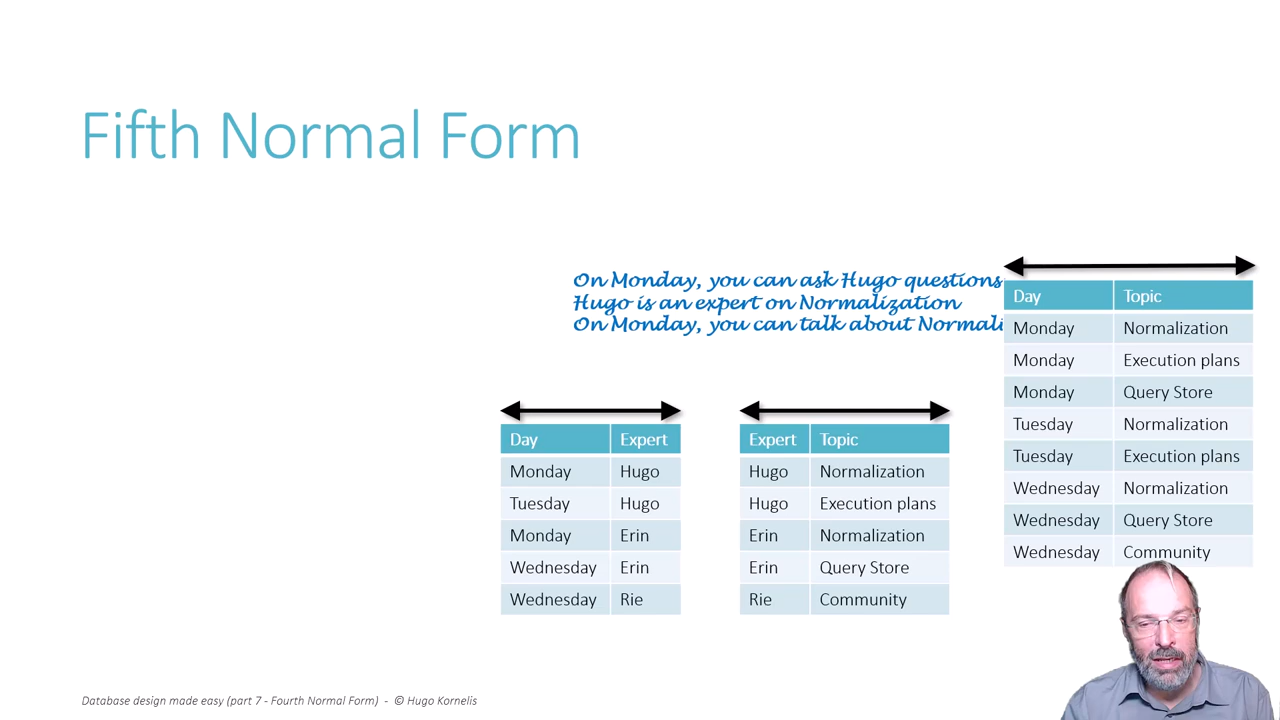 Fifth Normal Form
On Monday, you can ask Hugo questions
Hugo is an expert on Normalization
On Monday, you can talk about
Day Topic
Monday Normalization
Monday Execution plans
Monday Query Store
Tuesday Normalization
Tuesday Execution plans
Wednesday Normalization
Wednesday Query Store
Wednesday Community
Day Expert
Monday Hugo
Tuesday Hugo
Monday Erin
Wednesday Erin
Wednesday Rie
Expert Topic
Hugo Normalization
Hugo Execution plans
Erin Normalization
Erin Query Store
Rie Community
Database design made easy (part 7 - Fourth Normal Form) - © Hugo Kornelis